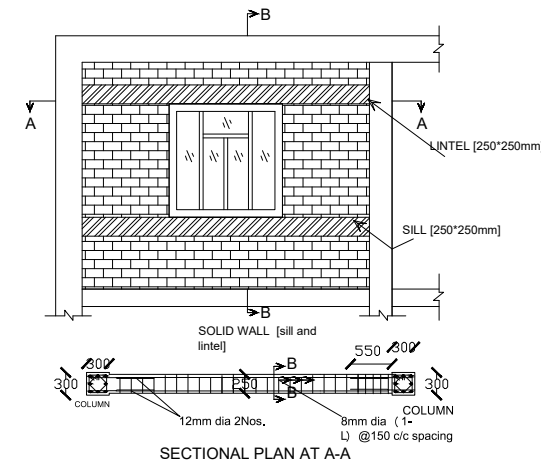 B
A
A
LINTEL [250*250mm
SILL [250*250mm]
B
SOLID WALL [sill and
lintel]
B
300
550
300
300
250
300
B
COLUMN
COLUMN
12mm dia 2Nos.
8mm dia ( 1-
L) @150 c/c spacing
SECTIONAL PLAN AT A-A